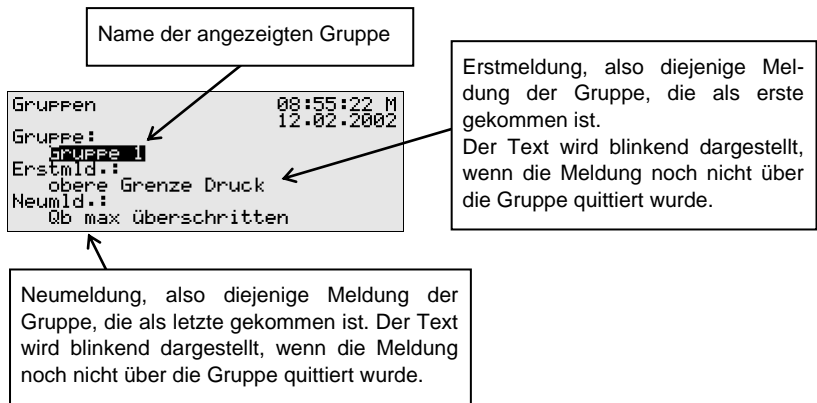 Name der angezeigten Gruppe
Gruppen 08:55:22 M
12.02.2002
Gruppe:
Gruppe 1
Erstmld.:
obere Grenze Druck
Neumld.:
Qb max überschritten
Erstmeldung, also diejenige Mel-
dung der Gruppe, die als erste
gekommen ist.
Der Text wird blinkend dargestellt,
wenn die Meldung noch nicht über
die Gruppe quittiert wurde.
Neumeldung, also diejenige Meldung der
Gruppe, die als letzte gekommen ist. Der Text
wird blinkend dargestellt, wenn die Meldung
noch nicht über die Gruppe quittiert wurde.